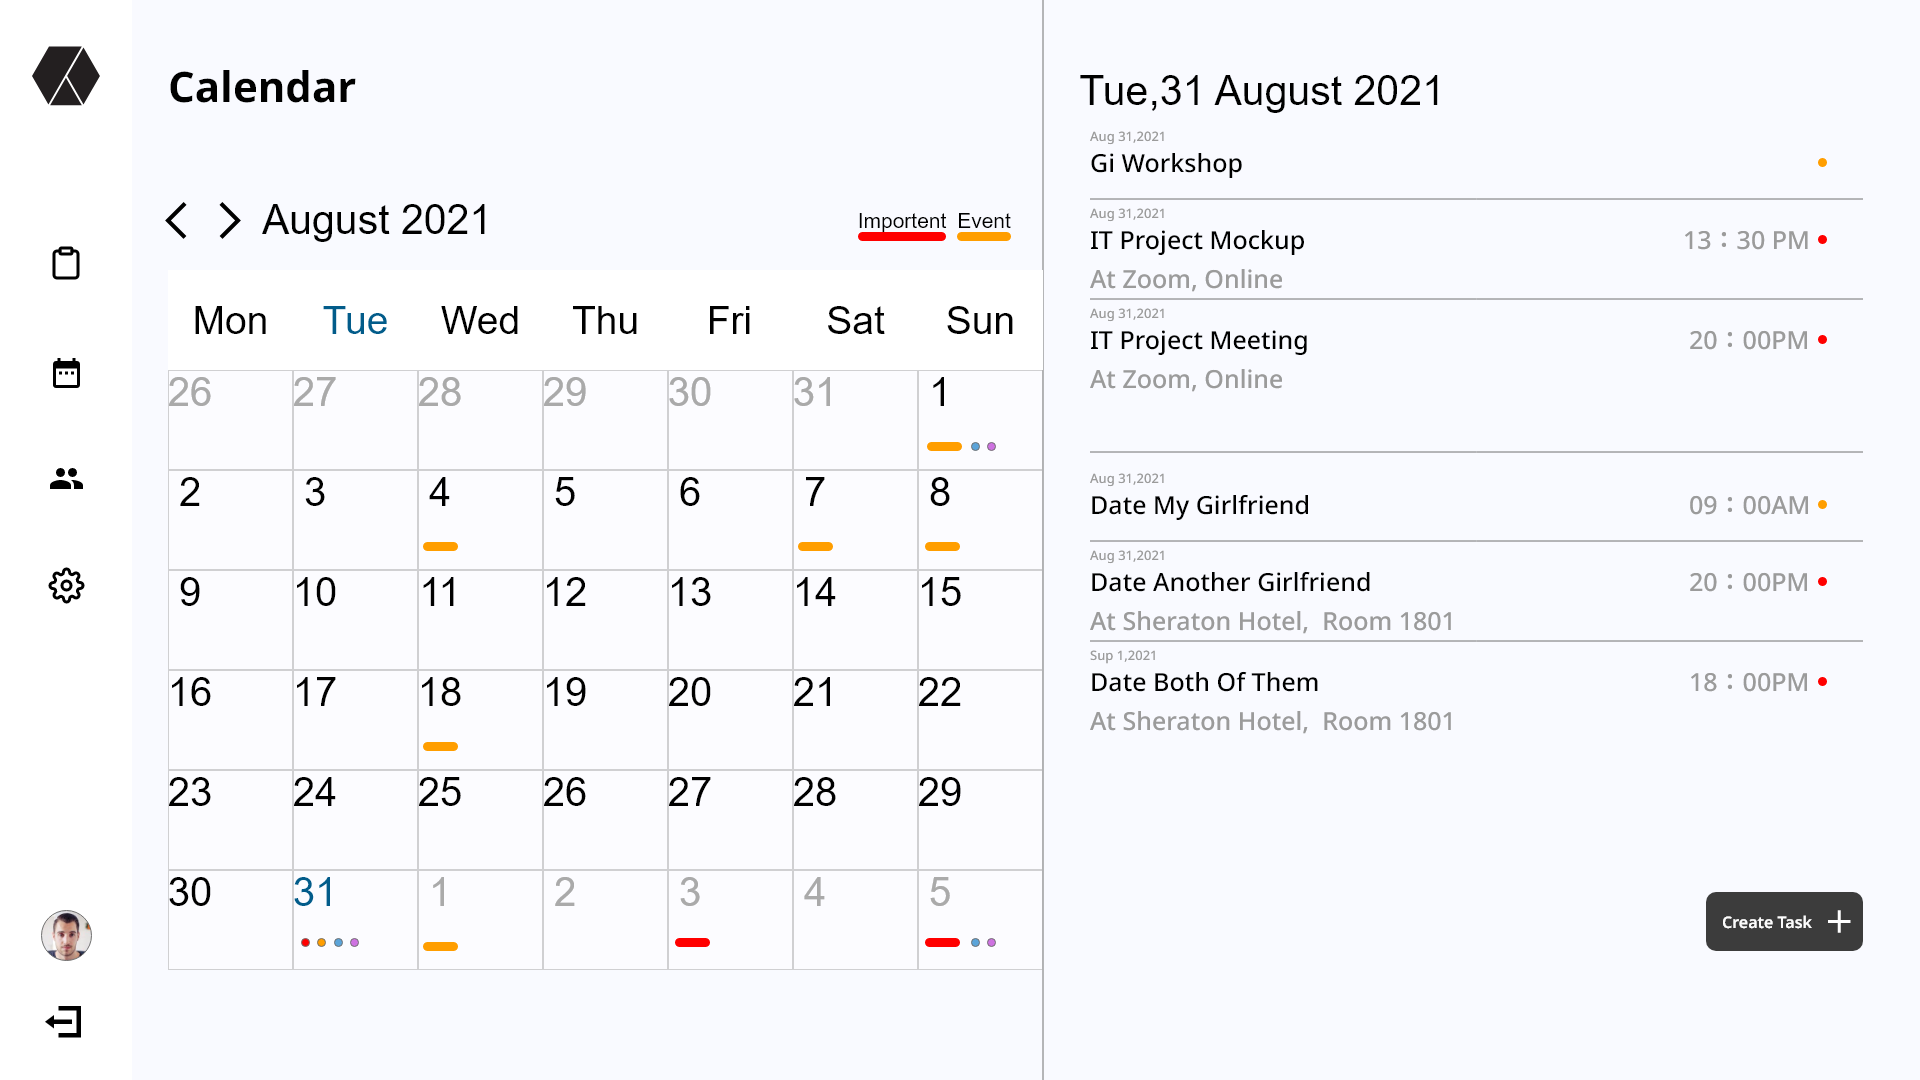 Calendar
August 2021
Importent Event
Mon Tue Wed Thu Fri Sat Sun
26 27 28 29 30 31 1
2 3 4 5 6 7 8
9 10 11 12 13 14 15
16 17 18 19 20 21 22
23 24 25 26 27 28 29
30 31 1 2 3 4 5
Tue,31 August 2021
Aug 31,2021
Gi Workshop
Aug 31,2021
IT Project Mockup 13 : 30 PM
At Zoom, Online
Aug 31,2021
IT Project Meeting 20 : 00PM
At Zoom, Online
Aug 31,2021
Date My Girlfriend 09 : 00AM
Aug 31,2021
Date Another Girlfriend 20 : 00PM
At Sheraton Hotel, Room 1801
Sup 1,2021
Date Both Of Them 18 : 00PM
At Sheraton Hotel, Room 1801
Create Task